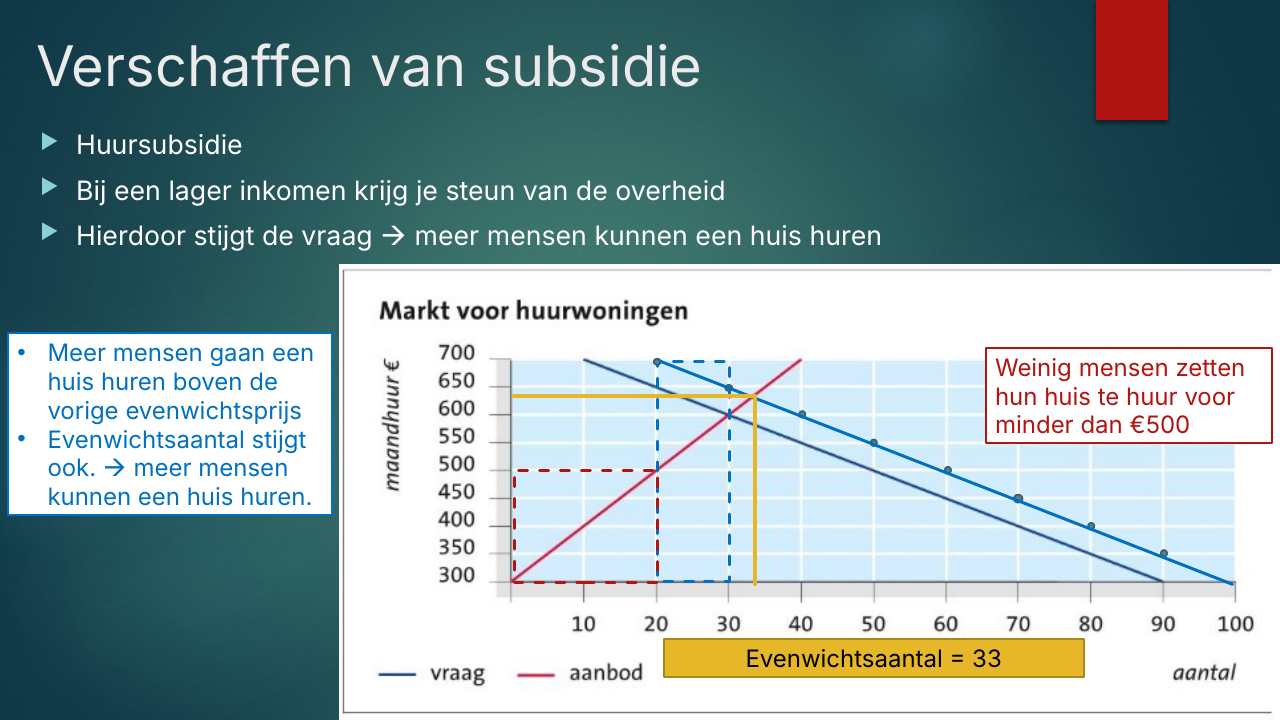 Verschaffen van subsidie
Huursubsidie
Bij een lager inkomen krijg je steun van de overheid
Hierdoor stijgt de vraag → meer mensen kunnen een huis huren
• Meer mensen gaan een
huis huren boven de
vorige evenwichtsprijs
• Evenwichtsaantal stijgt
ook. → meer mensen
kunnen een huis huren.
Markt voor huurwoningen
maandhuur €
700
650
600
550
500
450
400
350
300
Weinig mensen zetten
hun huis te huur voor
minder dan €500
10 20 30 40 50 60 70 80 90 100
Evenwichtsaantal = 33
vraag aanbod aantal